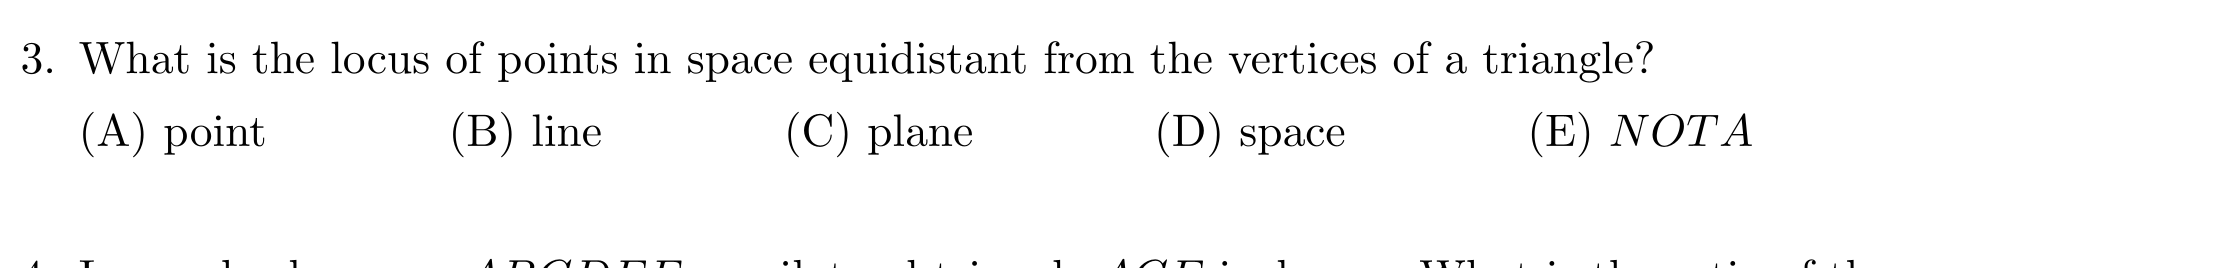 3. What is the locus of points in space equidistant from the vertices of a triangle?
(A) point (B) line (C) plane (D) space (E) NOTA